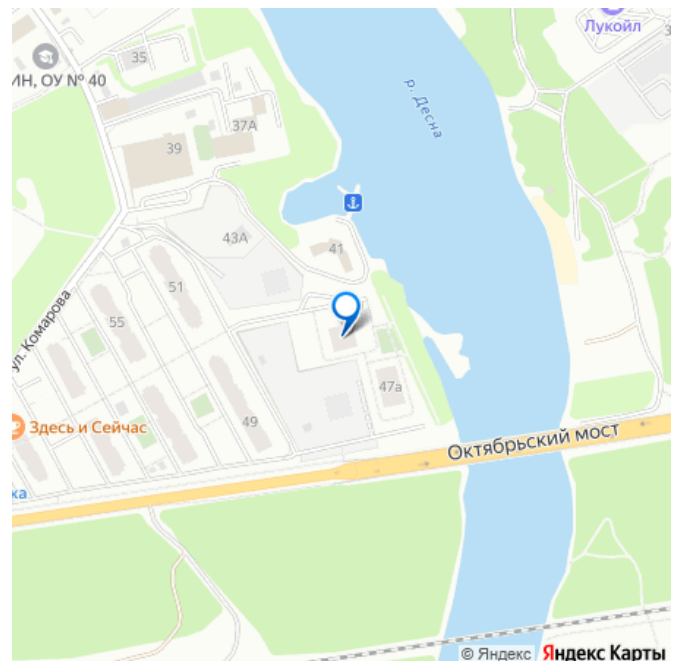 Лукойл
35
ИН, ОУ № 40
р. Десна
37А
39
43А
41
51
ул. Комарова
55
47а
49
Здесь и Сейчас
Октябрьский мост
ка
© Яндекс Яндекс Карты